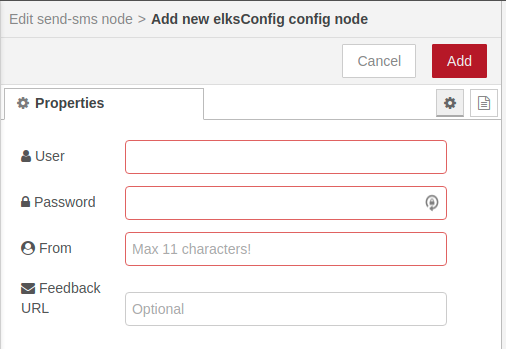 Edit send-sms node > Add new elksConfig config node
Cancel Add
Properties
User
Password
From Max 11 characters!
Feedback
URL Optional